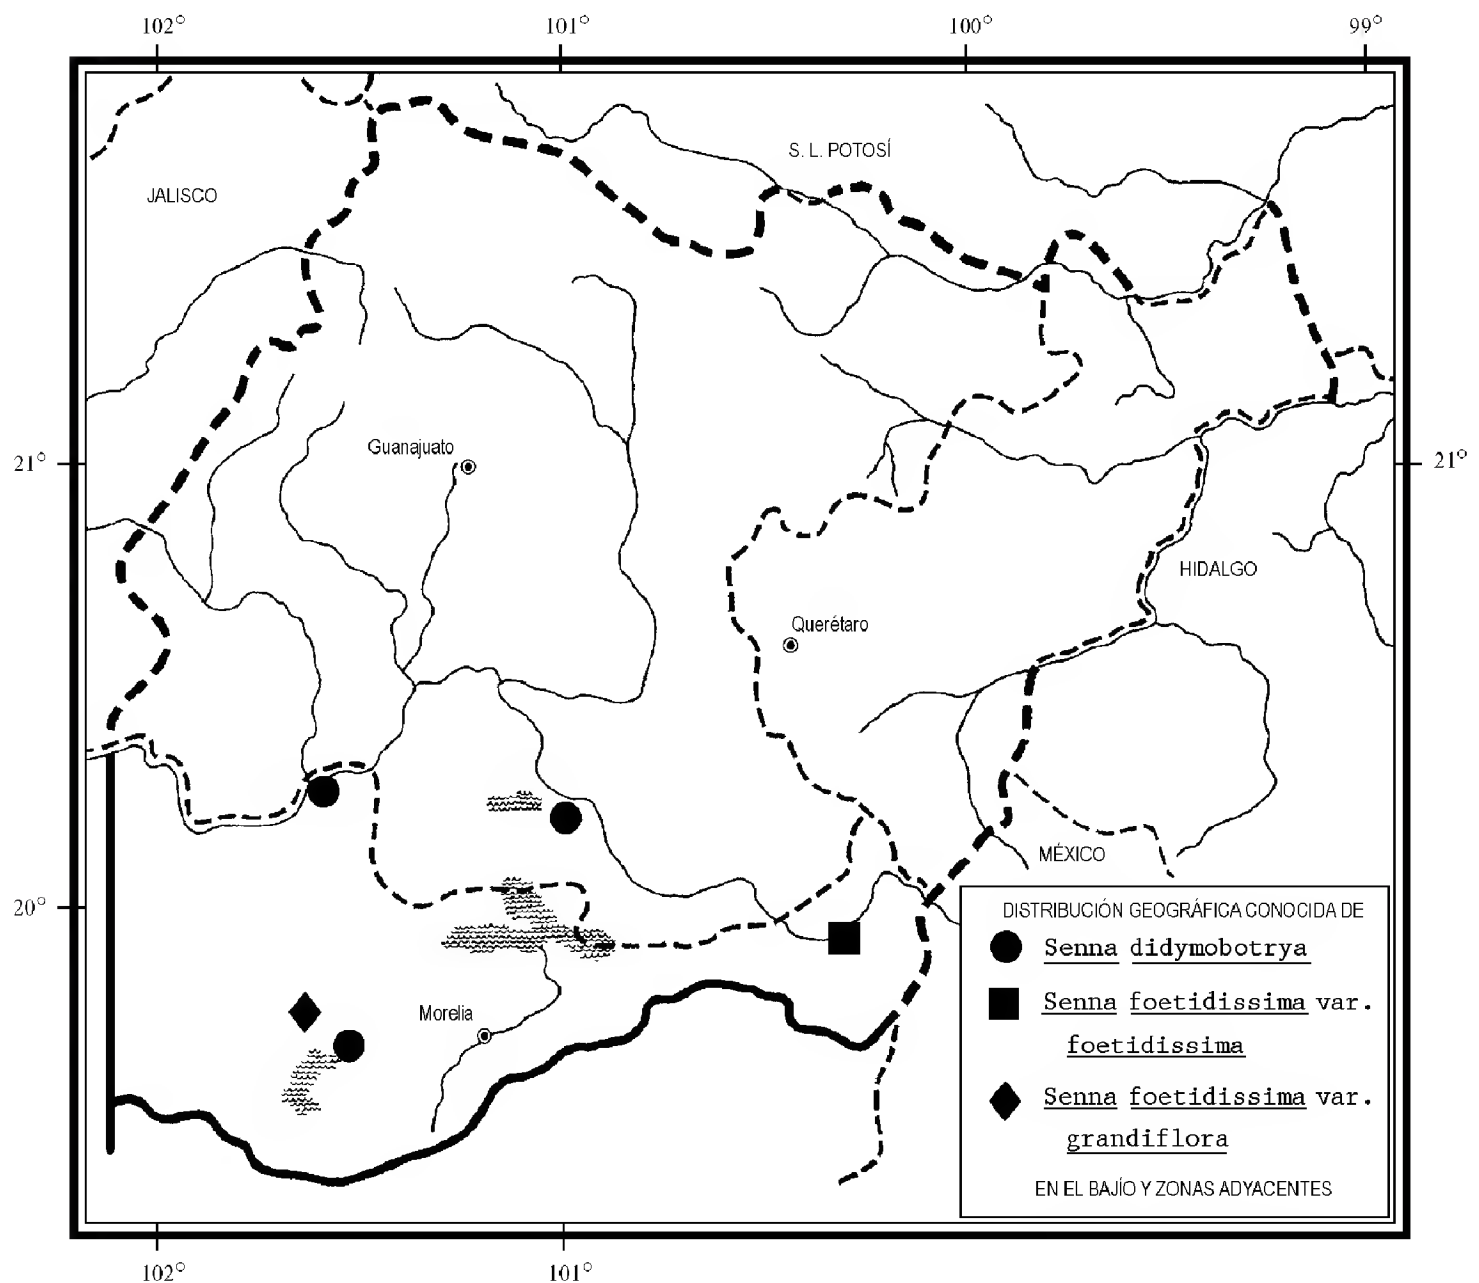 102° 101° 100° 99°
S. L. POTOSÍ
JALISCO
Guanajuato
21° 21°
HIDALGO
Querétaro
MÉXICO
20°
DISTRIBUCIÓN GEOGRÁFICA CONOCIDA DE
Senna didymobotrya
Senna foetidissima var.
foetidissima
Morelia
Senna foetidissima var.
grandiflora
EN EL BAJÍO Y ZONAS ADYACENTES
102° 101°